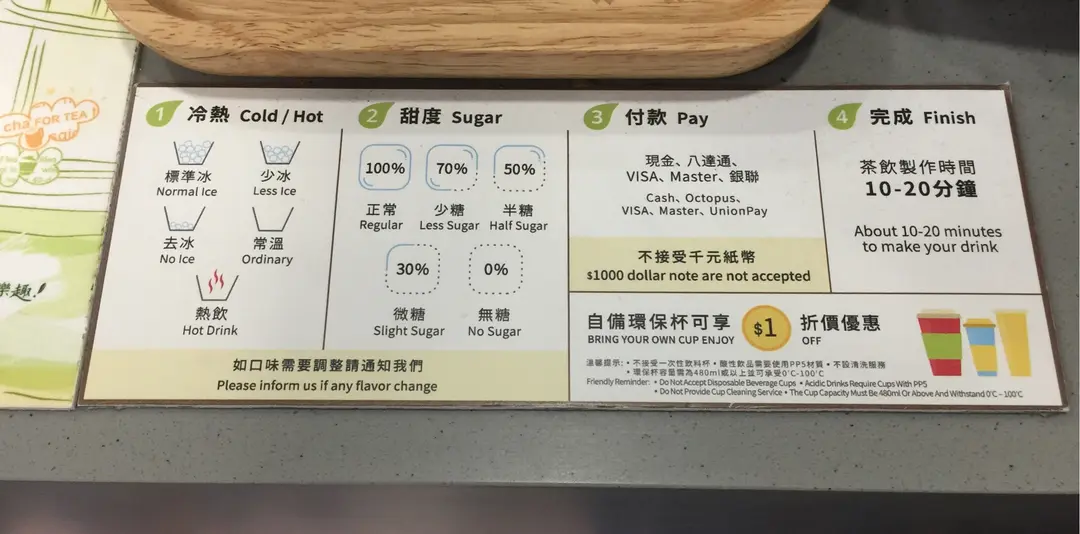 cha FOR TEA!
樂趣!
1 冷熱 Cold / Hot
標準冰
Normal Ice
少冰
Less Ice
去冰
No Ice
常溫
Ordinary
熱飲
Hot Drink
2 甜度 Sugar
100%
正常
Regular
70%
少糖
Less Sugar
50%
半糖
Half Sugar
30%
微糖
Slight Sugar
0%
無糖
No Sugar
如口味需要調整請通知我們
Please inform us if any flavor change
3 付款 Pay
現金、八達通、
VISA、Master、銀聯
Cash、Octopus、
VISA、Master、UnionPay
不接受千元紙幣
$1000 dollar note are not accepted
4 完成 Finish
茶飲製作時間
10-20分鐘
About 10-20 minutes
to make your drink
自備環保杯可享 $1 折價優惠
BRING YOUR OWN CUP ENJOY OFF
溫馨提示: • 不接受一次性飲料杯 • 酸性飲品需要使用PP5材質 • 不設清洗服務
• 環保杯容量需為480ml或以上並可承受0°C-100°C
Friendly Reminder: • Do Not Accept Disposable Beverage Cups • Acidic Drinks Require Cups With PP5
• Do Not Provide Cup Cleaning Service • The Cup Capacity Must Be 480ml Or Above And Withstand 0°C – 100°C